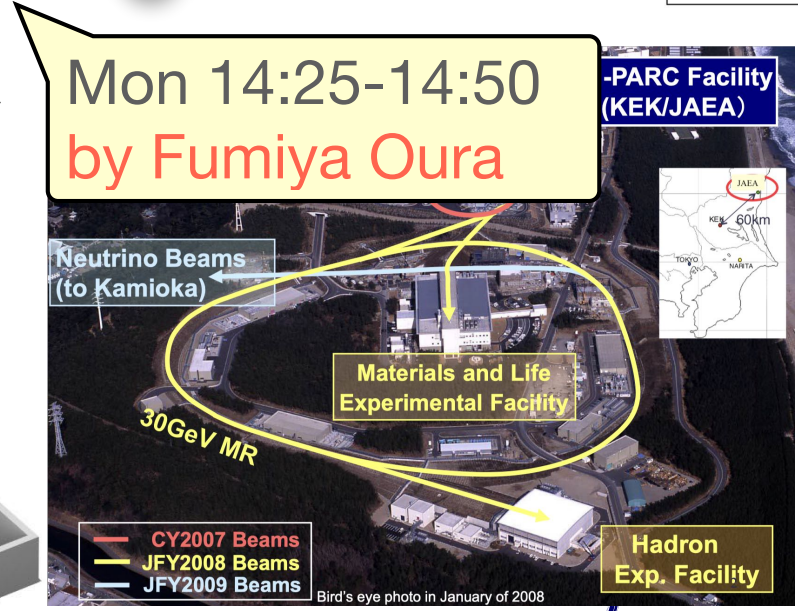 Mon 14:25-14:50
by Fumiya Oura
-PARC Facility
(KEK/JAEA）
JAEA
KEK
60km
TOKYO
NARITA
Neutrino Beams
(to Kamioka)
Materials and Life
Experimental Facility
30GeV MR
Hadron
Exp. Facility
CY2007 Beams
JFY2008 Beams
JFY2009 Beams
Bird's eye photo in January of 2008